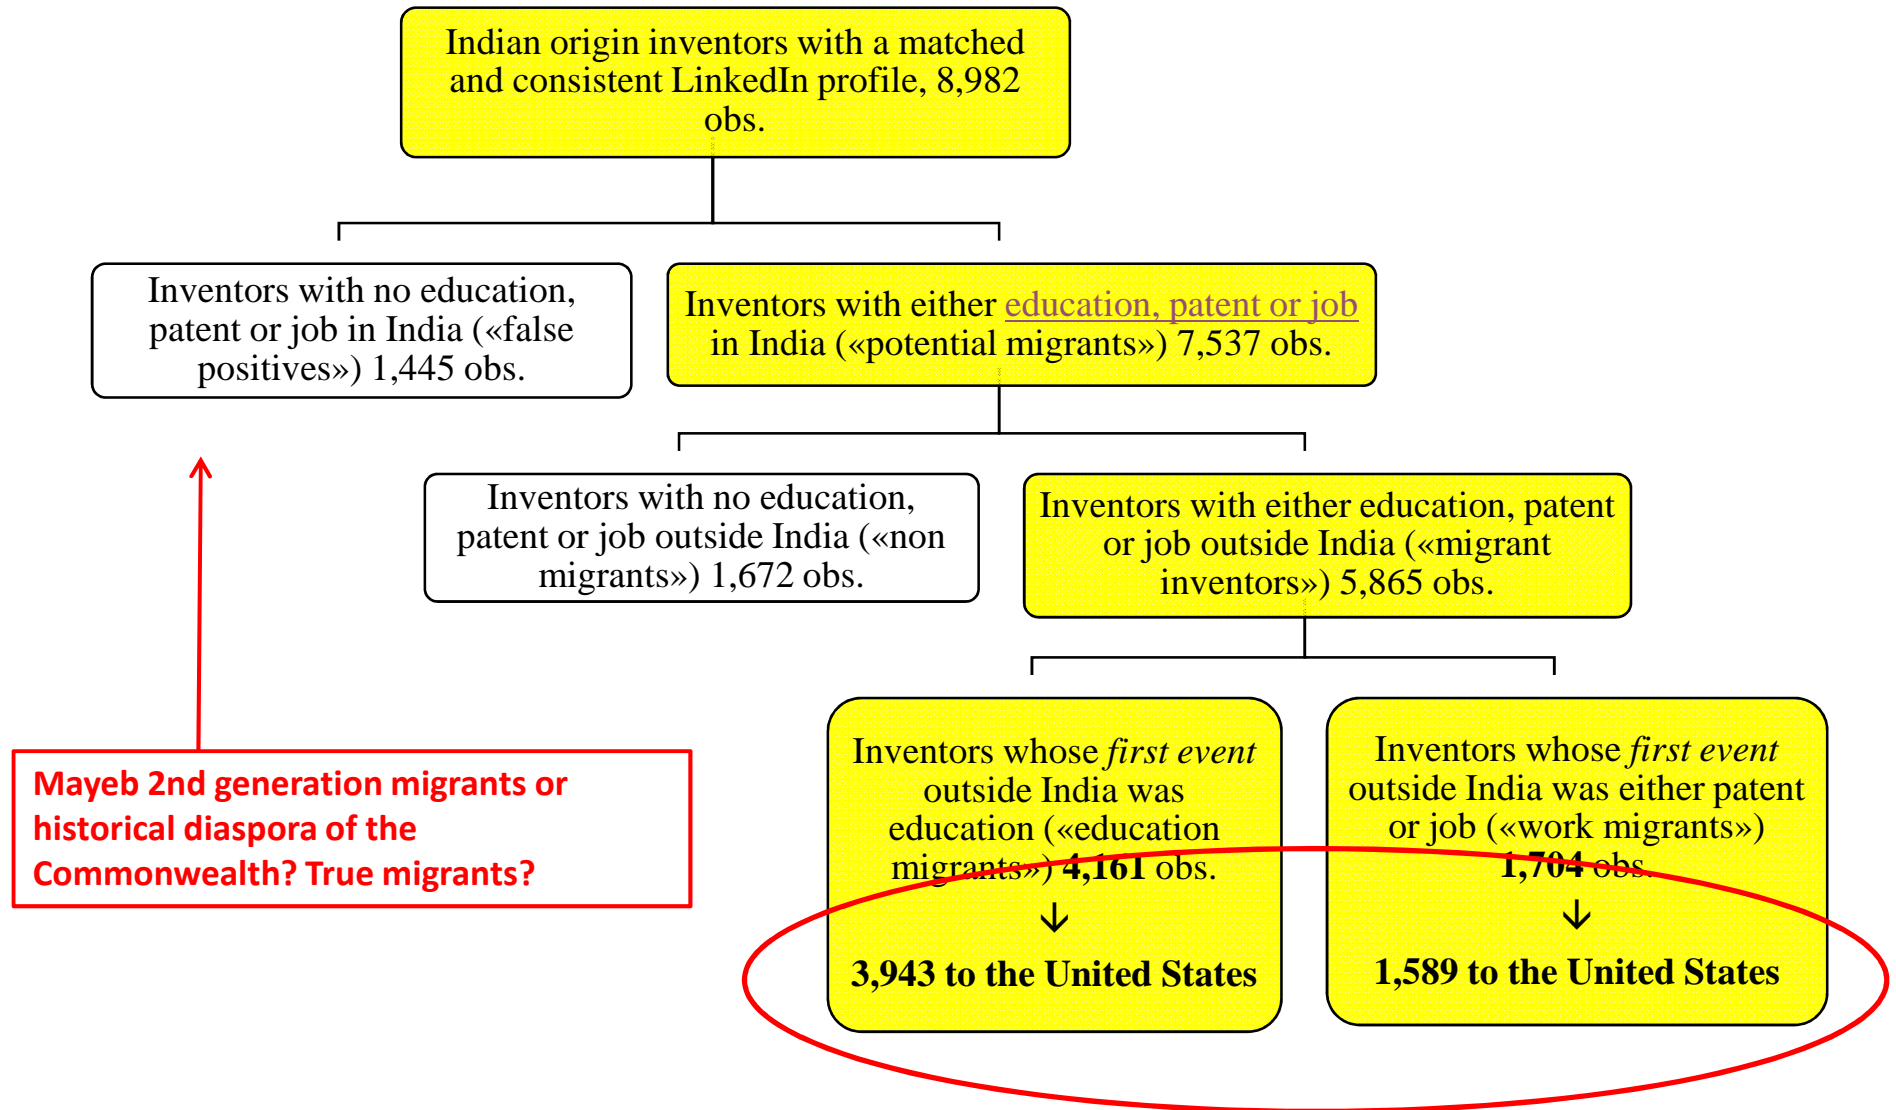 Indian origin inventors with a matched
and consistent LinkedIn profile, 8,982
obs.
Inventors with no education,
patent or job in India («false
positives») 1,445 obs.
Inventors with either education, patent or job
in India («potential migrants») 7,537 obs.
Inventors with no education,
patent or job outside India («non
migrants») 1,672 obs.
Inventors with either education, patent
or job outside India («migrant
inventors») 5,865 obs.
Mayeb 2nd generation migrants or
historical diaspora of the
Commonwealth? True migrants?
Inventors whose first event
outside India was
education («education
migrants») 4,161 obs.
↓
3,943 to the United States
Inventors whose first event
outside India was either patent
or job («work migrants»)
1,704 obs.
↓
1,589 to the United States